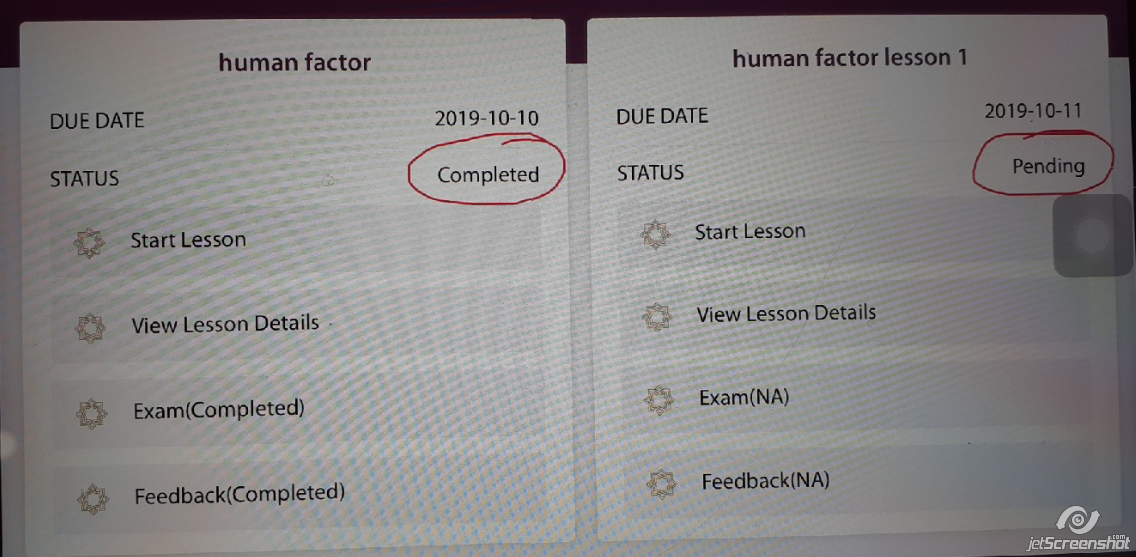 human factor
DUE DATE 2019-10-10
STATUS Completed
Start Lesson
View Lesson Details
Exam(Completed)
Feedback(Completed)
human factor lesson 1
DUE DATE 2019-10-11
STATUS Pending
Start Lesson
View Lesson Details
Exam(NA)
Feedback(NA)
jetScreenshot.com